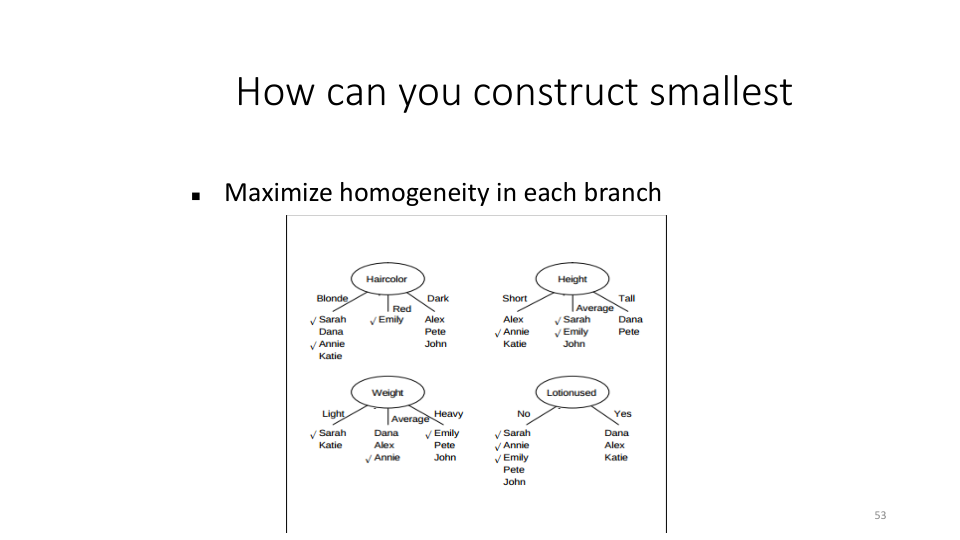 How can you construct smallest
▪ Maximize homogeneity in each branch
Haircolor
Blonde
Red
Dark
√ Sarah
Dana
√ Annie
Katie
√ Emily
Alex
Pete
John
Height
Short
Average
Tall
Alex
√ Annie
Katie
√ Sarah
√ Emily
John
Dana
Pete
Weight
Light
Average
Heavy
√ Sarah
Katie
Dana
Alex
√ Annie
√ Emily
Pete
John
Lotionused
No
Yes
√ Sarah
√ Annie
√ Emily
Pete
John
Dana
Alex
Katie
53